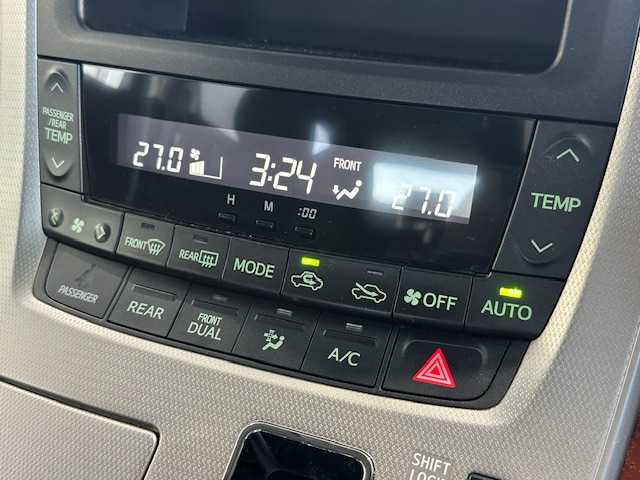 PASSENGER
/REAR
TEMP
27.0
3:24
FRONT
27.0
H M :00
TEMP
FRONT
REAR
MODE
OFF
AUTO
PASSENGER
REAR
FRONT
DUAL
A/C
SHIFT
LOCK